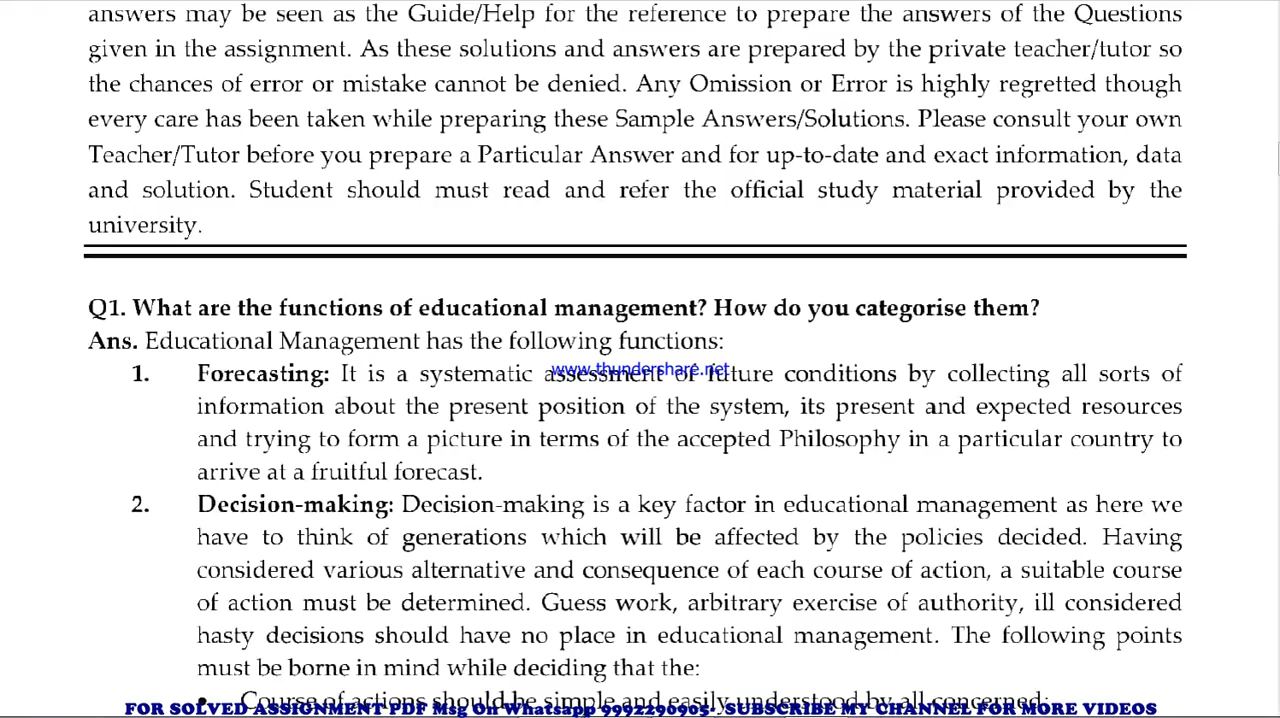 answers may be seen as the Guide/Help for the reference to prepare the answers of the Questions
given in the assignment. As these solutions and answers are prepared by the private teacher/tutor so
the chances of error or mistake cannot be denied. Any Omission or Error is highly regretted though
every care has been taken while preparing these Sample Answers/Solutions. Please consult your own
Teacher/Tutor before you prepare a Particular Answer and for up-to-date and exact information, data
and solution. Student should must read and refer the official study material provided by the
university.
Q1. What are the functions of educational management? How do you categorise them?
Ans. Educational Management has the following functions:
1. Forecasting: It is a systematic assessment of future conditions by collecting all sorts of
www.thundershare.net
information about the present position of the system, its present and expected resources
and trying to form a picture in terms of the accepted Philosophy in a particular country to
arrive at a fruitful forecast.
2. Decision-making: Decision-making is a key factor in educational management as here we
have to think of generations which will be affected by the policies decided. Having
considered various alternative and consequence of each course of action, a suitable course
of action must be determined. Guess work, arbitrary exercise of authority, ill considered
hasty decisions should have no place in educational management. The following points
must be borne in mind while deciding that the:
• Course of actions should be simple and easily understood by all concerned;
FOR SOLVED ASSIGNMENT PDF Msg On Whatsapp 9992296905- SUBSCRIBE MY CHANNEL FOR MORE VIDEOS